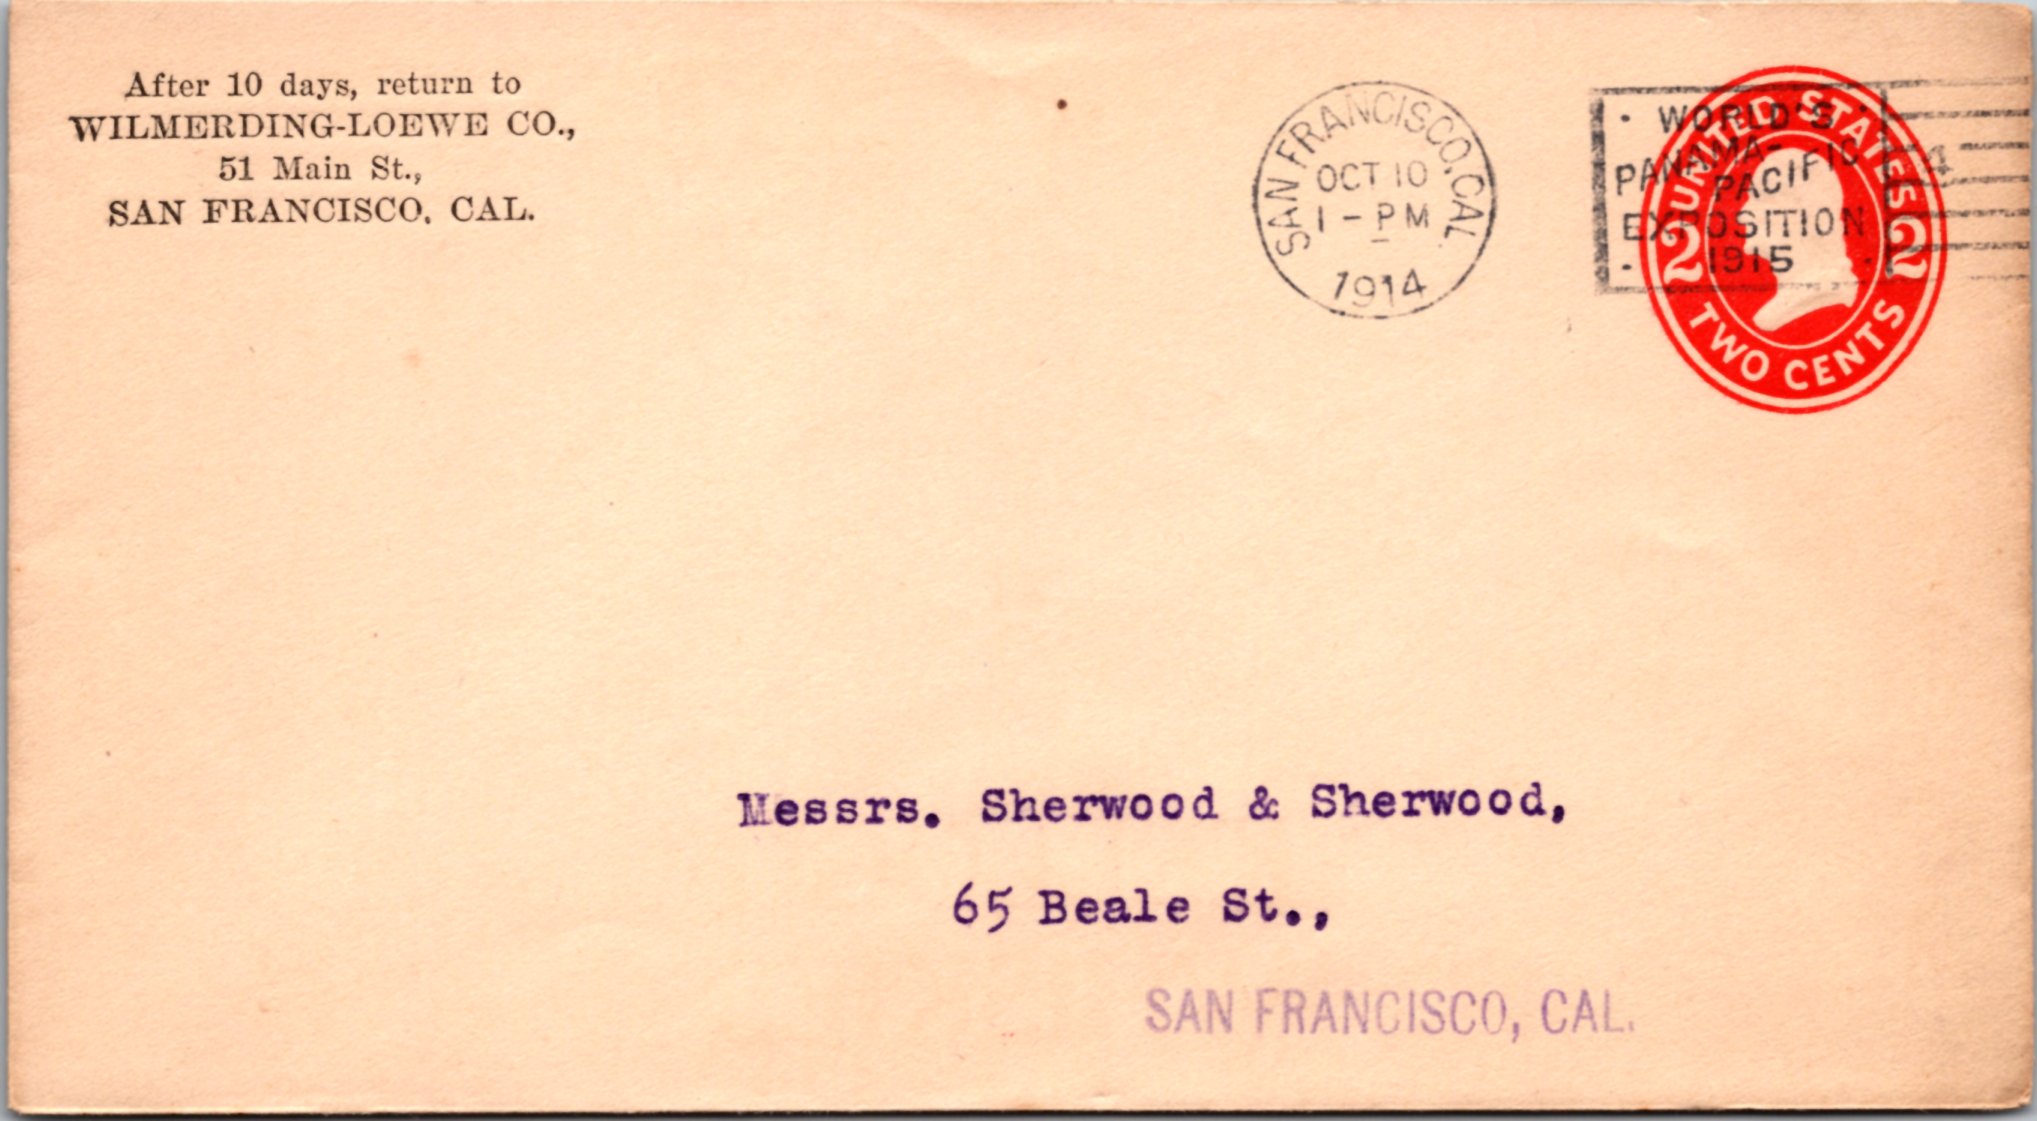 After 10 days, return to
WILMERDING-LOEWE CO.,
51 Main St.,
SAN FRANCISCO, CAL.
SAN FRANCISCO, CAL.
OCT 10
1 - PM
1914
WORLD'S
PANAMA-PACIFIC
EXPOSITION
1915
4
UNITED STATES
2 2
TWO CENTS
Messrs. Sherwood & Sherwood,
65 Beale St.,
SAN FRANCISCO, CAL.